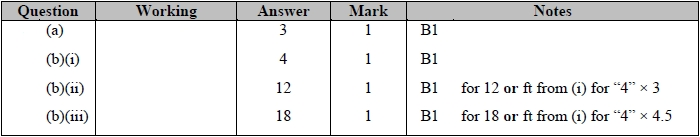 Question Working Answer Mark Notes
(a) 3 1 B1
(b)(i) 4 1 B1
(b)(ii) 12 1 B1 for 12 or ft from (i) for “4” × 3
(b)(iii) 18 1 B1 for 18 or ft from (i) for “4” × 4.5